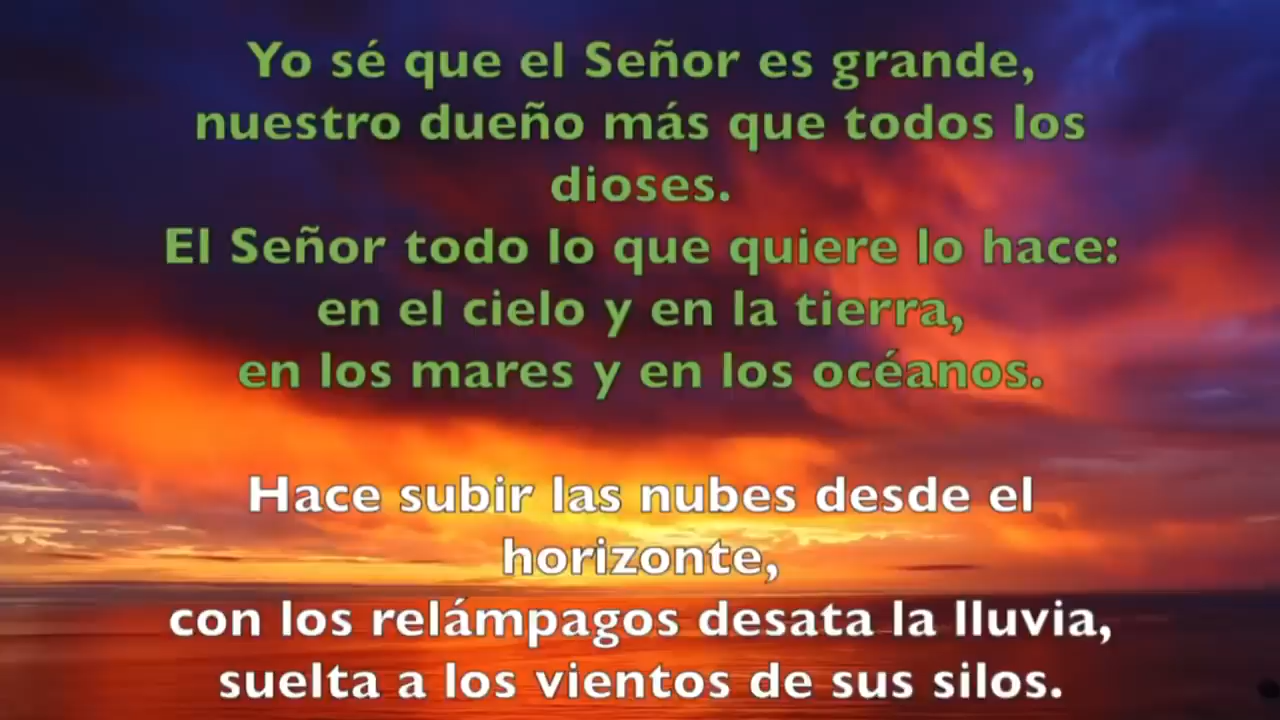 Yo sé que el Señor es grande,
nuestro dueño más que todos los
dioses.
El Señor todo lo que quiere lo hace:
en el cielo y en la tierra,
en los mares y en los océanos.
Hace subir las nubes desde el
horizonte,
con los relámpagos desata la lluvia,
suelta a los vientos de sus silos.